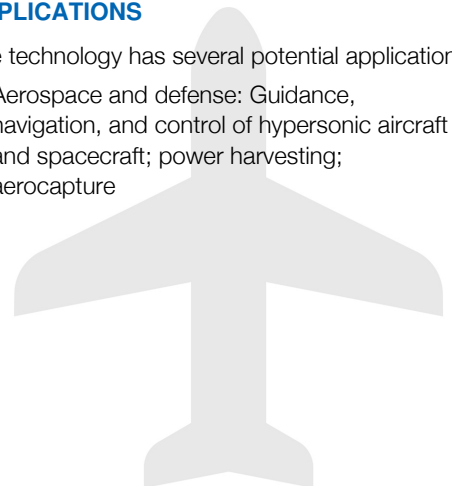 PLICATIONS
e technology has several potential application
Aerospace and defense: Guidance,
navigation, and control of hypersonic aircraft
and spacecraft; power harvesting;
aerocapture